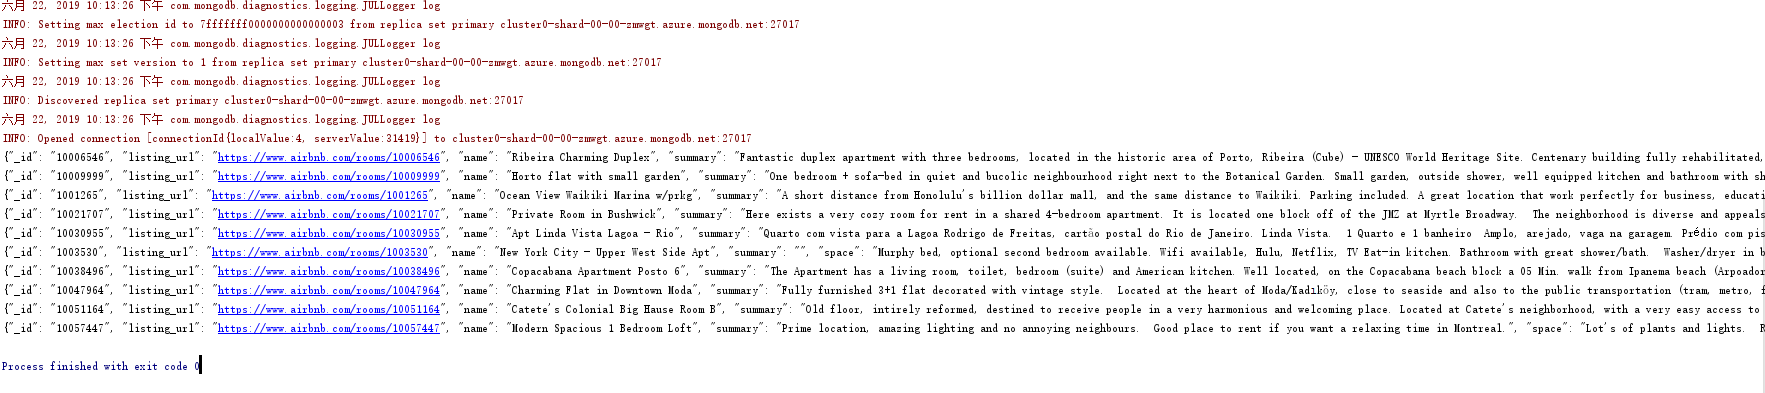 六月 22, 2019 10:13:26 下午 com.mongodb.diagnostics.logging.JULLogger log
INFO: Setting max election id to 7fffffff0000000000000003 from replica set primary cluster0-shard-00-00-zmwgt.azure.mongodb.net:27017
六月 22, 2019 10:13:26 下午 com.mongodb.diagnostics.logging.JULLogger log
INFO: Setting max set version to 1 from replica set primary cluster0-shard-00-00-zmwgt.azure.mongodb.net:27017
六月 22, 2019 10:13:26 下午 com.mongodb.diagnostics.logging.JULLogger log
INFO: Discovered replica set primary cluster0-shard-00-00-zmwgt.azure.mongodb.net:27017
六月 22, 2019 10:13:26 下午 com.mongodb.diagnostics.logging.JULLogger log
INFO: Opened connection [connectionId{localValue:4, serverValue:31419}] to cluster0-shard-00-00-zmwgt.azure.mongodb.net:27017
{"_id": "10006546", "listing_url": "https://www.airbnb.com/rooms/10006546", "name": "Ribeira Charming Duplex", "summary": "Fantastic duplex apartment with three bedrooms, located in the historic area of Porto, Ribeira (Cube) - UNESCO World Heritage Site. Centenary building fully rehabilitated,
{"_id": "10009999", "listing_url": "https://www.airbnb.com/rooms/10009999", "name": "Horto flat with small garden", "summary": "One bedroom + sofa-bed in quiet and bucolic neighbourhood right next to the Botanical Garden. Small garden, outside shower, well equipped kitchen and bathroom with sh
{"_id": "1001265", "listing_url": "https://www.airbnb.com/rooms/1001265", "name": "Ocean View Waikiki Marina w/prkg", "summary": "A short distance from Honolulu's billion dollar mall, and the same distance to Waikiki. Parking included. A great location that work perfectly for business, educati
{"_id": "10021707", "listing_url": "https://www.airbnb.com/rooms/10021707", "name": "Private Room in Bushwick", "summary": "Here exists a very cozy room for rent in a shared 4-bedroom apartment. It is located one block off of the JMZ at Myrtle Broadway.  The neighborhood is diverse and appeals
{"_id": "10030955", "listing_url": "https://www.airbnb.com/rooms/10030955", "name": "Apt Linda Vista Lagoa - Rio", "summary": "Quarto com vista para a Lagoa Rodrigo de Freitas, cartão postal do Rio de Janeiro. Linda Vista.  1 Quarto e 1 banheiro  Amplo, arejado, vaga na garagem. Prédio com pis
{"_id": "1003530", "listing_url": "https://www.airbnb.com/rooms/1003530", "name": "New York City - Upper West Side Apt", "summary": "", "space": "Murphy bed, optional second bedroom available. Wifi available, Hulu, Netflix, TV Eat-in kitchen. Bathroom with great shower/bath.  Washer/dryer in b
{"_id": "10038496", "listing_url": "https://www.airbnb.com/rooms/10038496", "name": "Copacabana Apartment Posto 6", "summary": "The Apartment has a living room, toilet, bedroom (suite) and American kitchen. Well located, on the Copacabana beach block a 05 Min. walk from Ipanema beach (Arpoador
{"_id": "10047964", "listing_url": "https://www.airbnb.com/rooms/10047964", "name": "Charming Flat in Downtown Moda", "summary": "Fully furnished 3+1 flat decorated with vintage style.  Located at the heart of Moda/Kadıköy, close to seaside and also to the public transportation (tram, metro, f
{"_id": "10051164", "listing_url": "https://www.airbnb.com/rooms/10051164", "name": "Catete's Colonial Big Hause Room B", "summary": "Old floor, intirely reformed, destined to receive people in a very harmonious and welcoming place. Located at Catete's neighborhood, with a very easy access to
{"_id": "10057447", "listing_url": "https://www.airbnb.com/rooms/10057447", "name": "Modern Spacious 1 Bedroom Loft", "summary": "Prime location, amazing lighting and no annoying neighbours.  Good place to rent if you want a relaxing time in Montreal.", "space": "Lot's of plants and lights.  R
Process finished with exit code 0